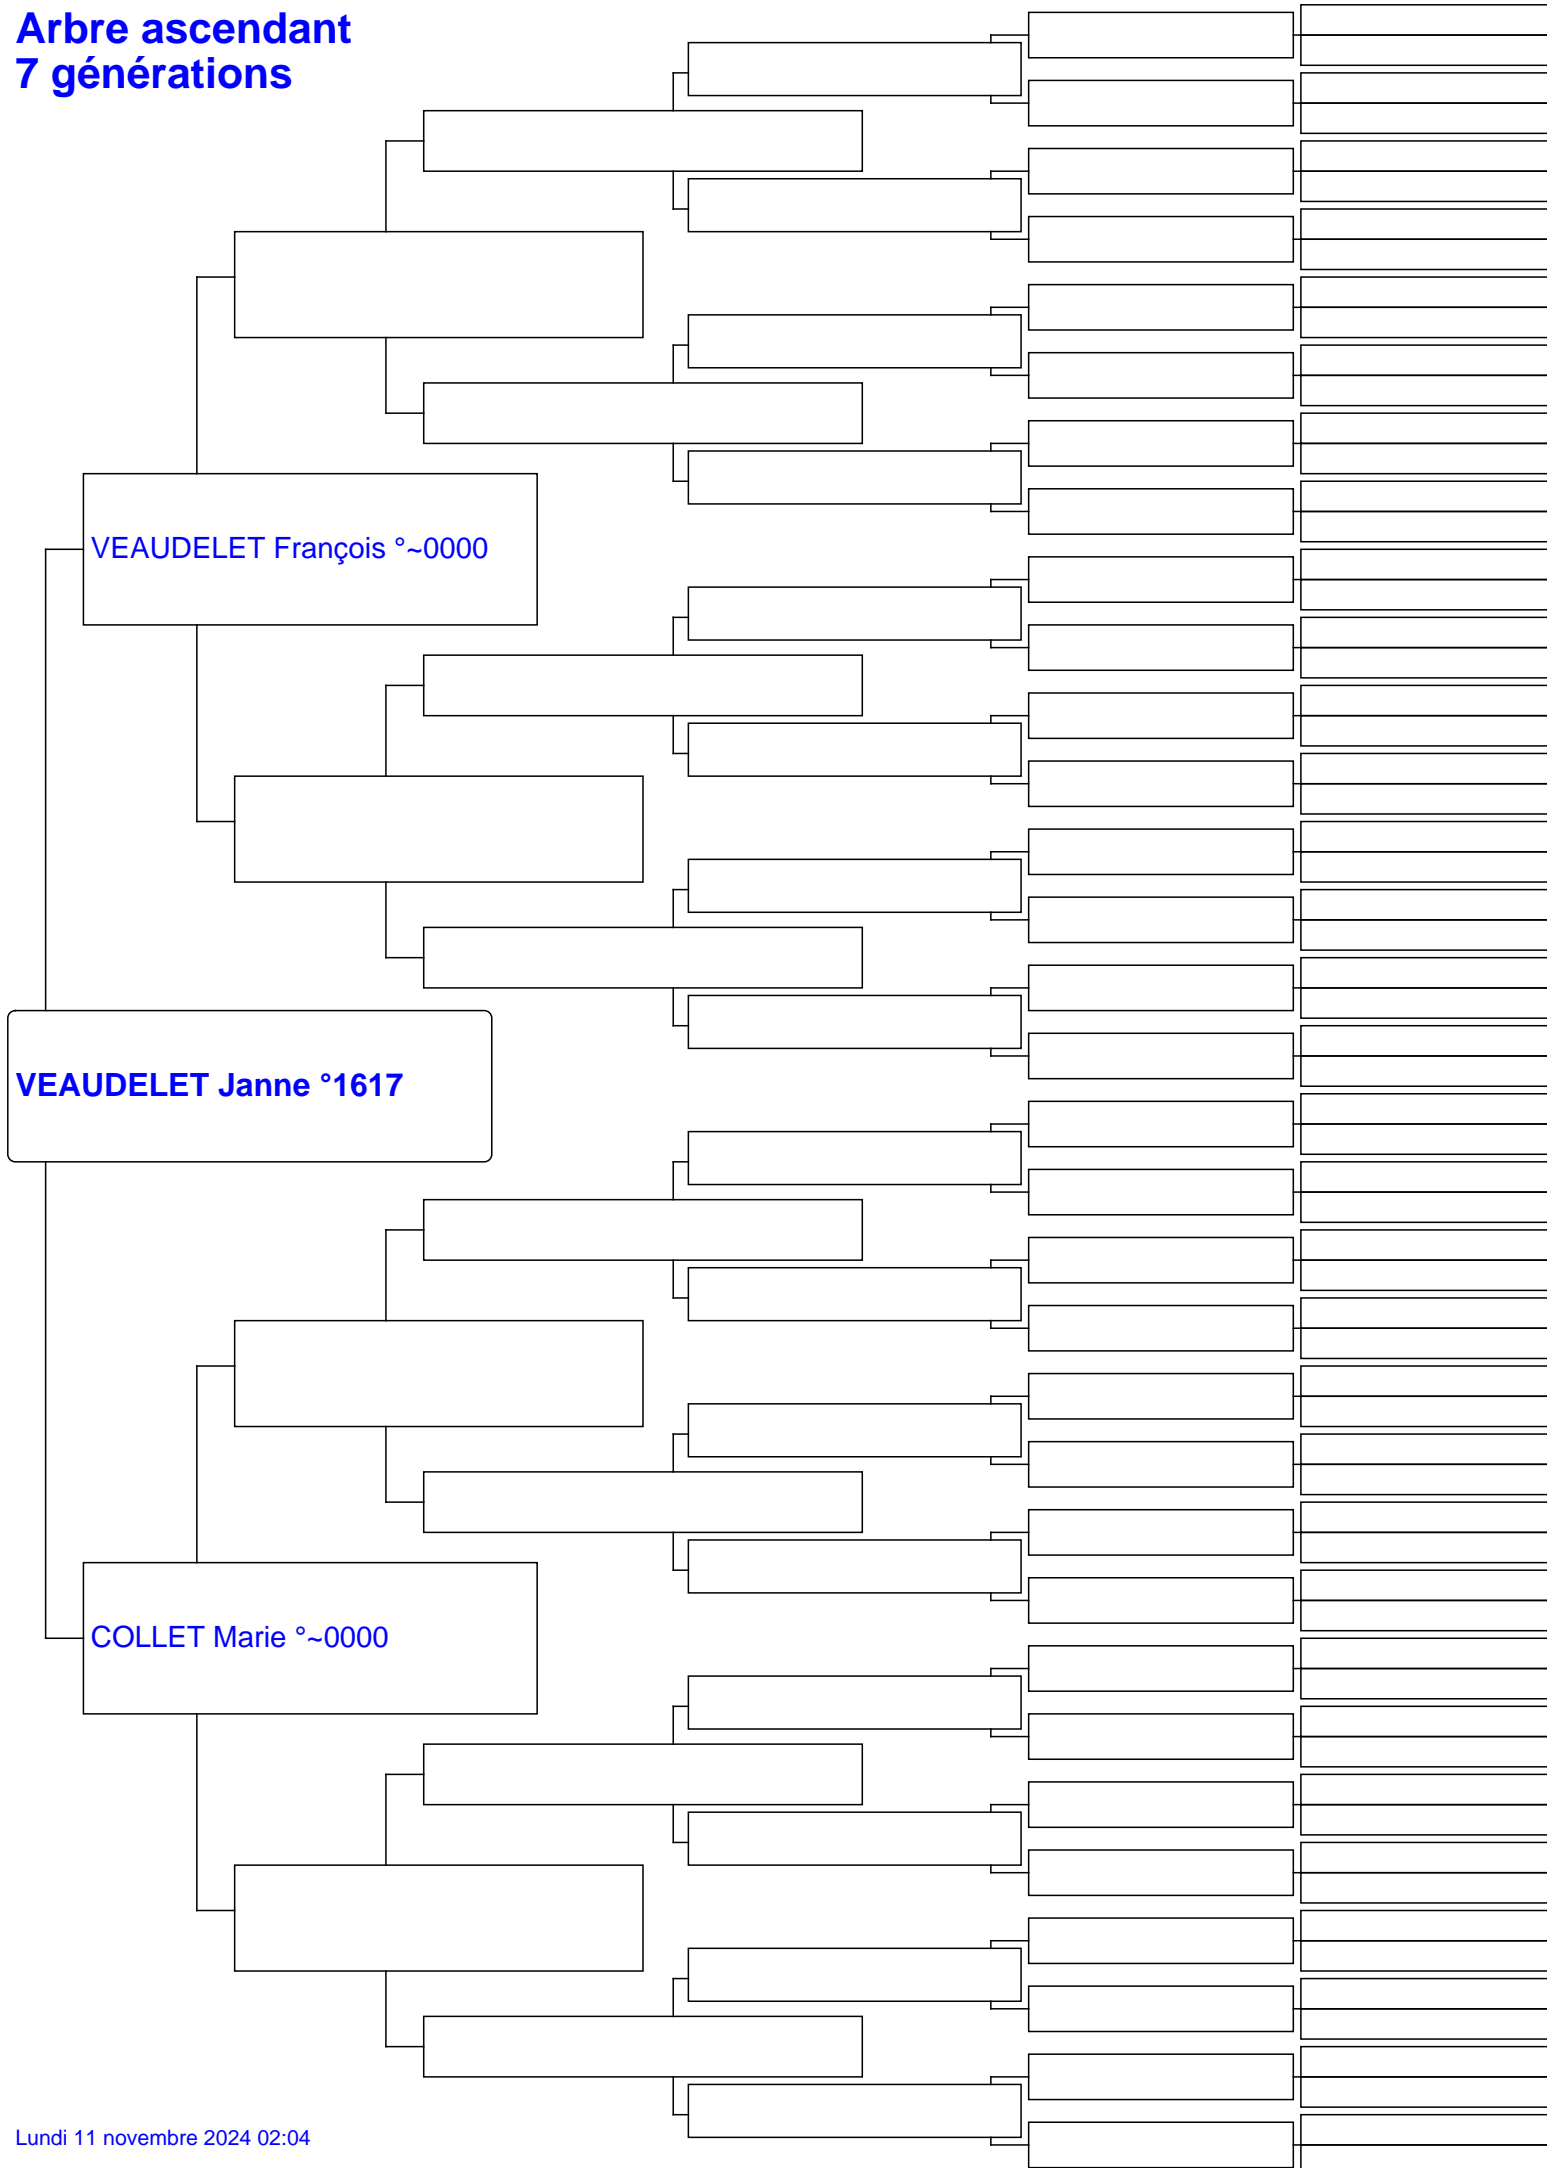 Arbre ascendant
7 générations
VEAUDELET François °~0000
VEAUDELET Janne °1617
COLLET Marie °~0000
Lundi 11 novembre 2024 02:04